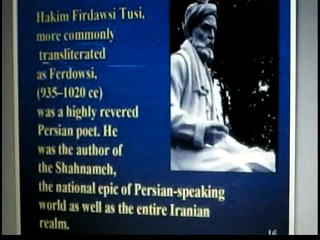 Hakim Firdawsi Tusi,
more commonly
transliterated
as Ferdowsi,
(935–1020 ce)
was a highly revered
Persian poet. He
was the author of
the Shahnameh,
the national epic of Persian-speaking
world as well as the entire Iranian
realm.
16